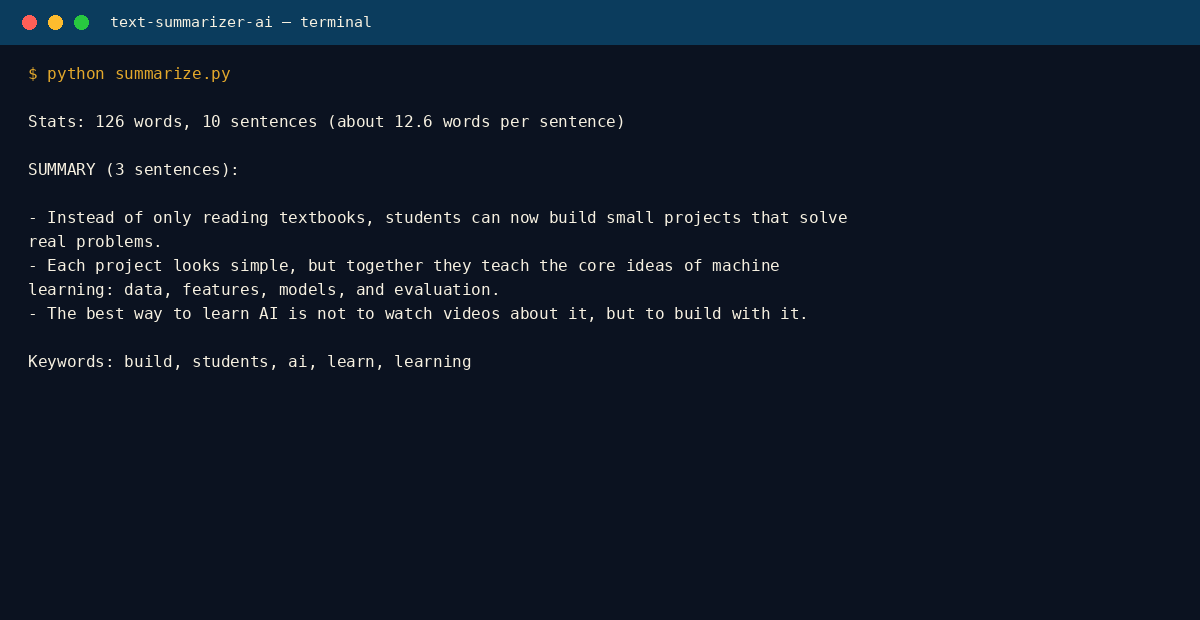 text-summarizer-ai — terminal
$ python summarize.py
Stats: 126 words, 10 sentences (about 12.6 words per sentence)
SUMMARY (3 sentences):
- Instead of only reading textbooks, students can now build small projects that solve
real problems.
- Each project looks simple, but together they teach the core ideas of machine
learning: data, features, models, and evaluation.
- The best way to learn AI is not to watch videos about it, but to build with it.
Keywords: build, students, ai, learn, learning